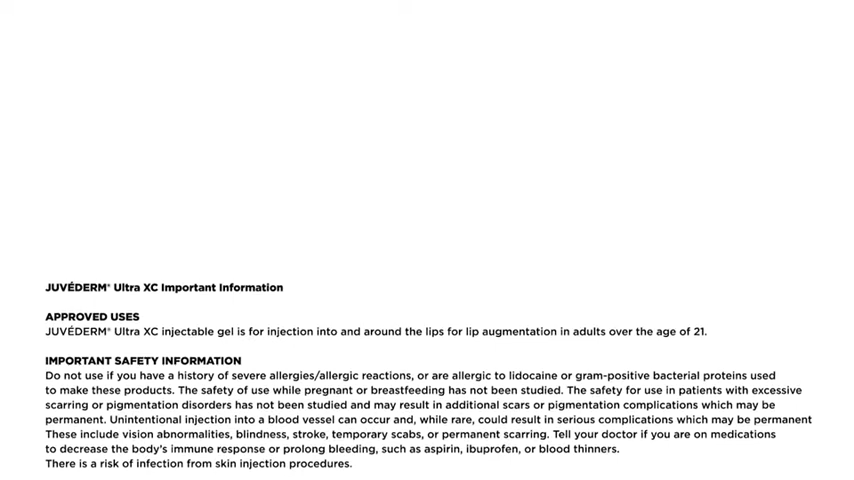 JUVÉDERM® Ultra XC Important Information
APPROVED USES
JUVÉDERM® Ultra XC injectable gel is for injection into and around the lips for lip augmentation in adults over the age of 21.
IMPORTANT SAFETY INFORMATION
Do not use if you have a history of severe allergies/allergic reactions, or are allergic to lidocaine or gram-positive bacterial proteins used
to make these products. The safety of use while pregnant or breastfeeding has not been studied. The safety for use in patients with excessive
scarring or pigmentation disorders has not been studied and may result in additional scars or pigmentation complications which may be
permanent. Unintentional injection into a blood vessel can occur and, while rare, could result in serious complications which may be permanent
These include vision abnormalities, blindness, stroke, temporary scabs, or permanent scarring. Tell your doctor if you are on medications
to decrease the body's immune response or prolong bleeding, such as aspirin, ibuprofen, or blood thinners.
There is a risk of infection from skin injection procedures.